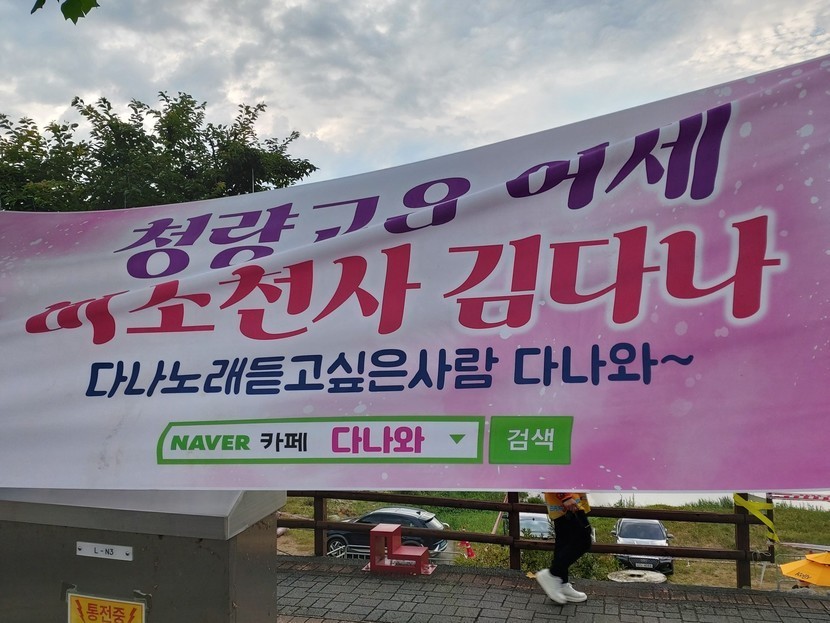 청량고음 어세
미소천사 김다나
다나노래듣고싶은사람 다나와~
NAVER 카페 다나와 검색
L-N3
통전중